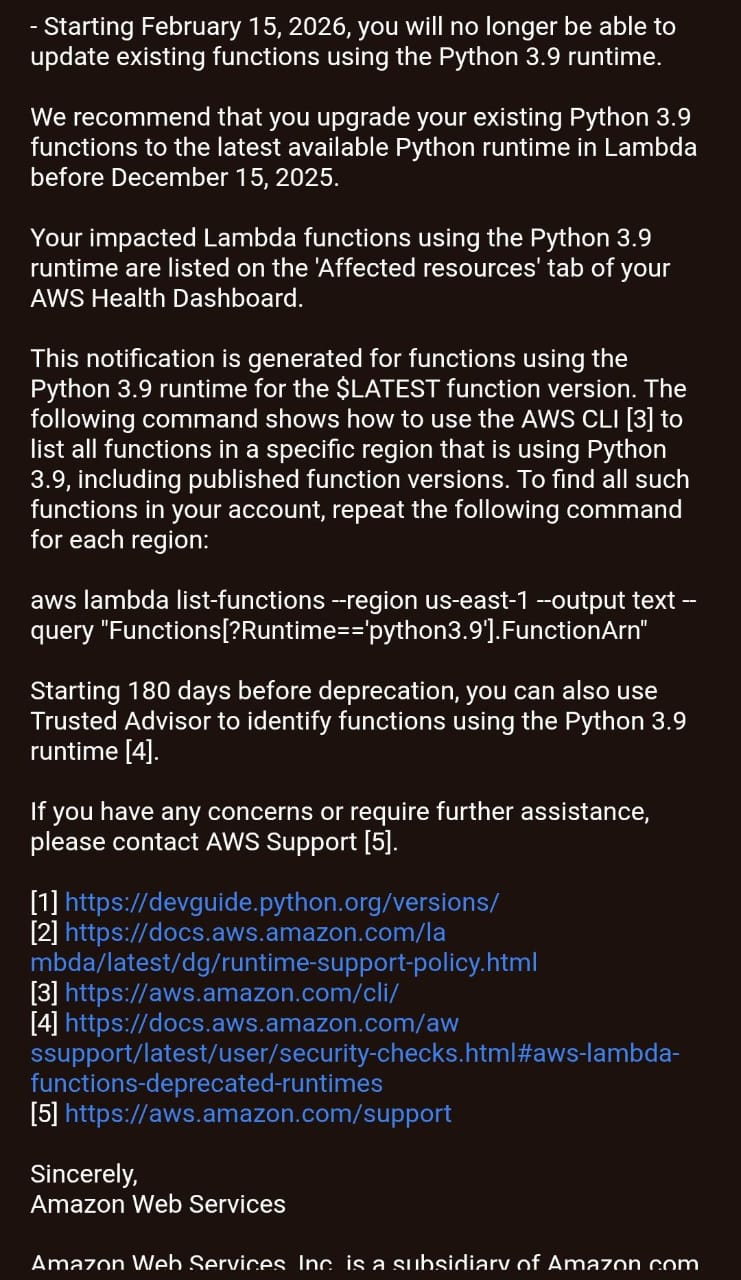 - Starting February 15, 2026, you will no longer be able to
update existing functions using the Python 3.9 runtime.
We recommend that you upgrade your existing Python 3.9
functions to the latest available Python runtime in Lambda
before December 15, 2025.
Your impacted Lambda functions using the Python 3.9
runtime are listed on the 'Affected resources' tab of your
AWS Health Dashboard.
This notification is generated for functions using the
Python 3.9 runtime for the $LATEST function version. The
following command shows how to use the AWS CLI [3] to
list all functions in a specific region that is using Python
3.9, including published function versions. To find all such
functions in your account, repeat the following command
for each region:
aws lambda list-functions --region us-east-1 --output text --
query "Functions[?Runtime=='python3.9'].FunctionArn"
Starting 180 days before deprecation, you can also use
Trusted Advisor to identify functions using the Python 3.9
runtime [4].
If you have any concerns or require further assistance,
please contact AWS Support [5].
[1] https://devguide.python.org/versions/
[2] https://docs.aws.amazon.com/la
mbda/latest/dg/runtime-support-policy.html
[3] https://aws.amazon.com/cli/
[4] https://docs.aws.amazon.com/aw
ssupport/latest/user/security-checks.html#aws-lambda-
functions-deprecated-runtimes
[5] https://aws.amazon.com/support
Sincerely,
Amazon Web Services
Amazon Web Services, Inc. is a subsidiary of Amazon.com